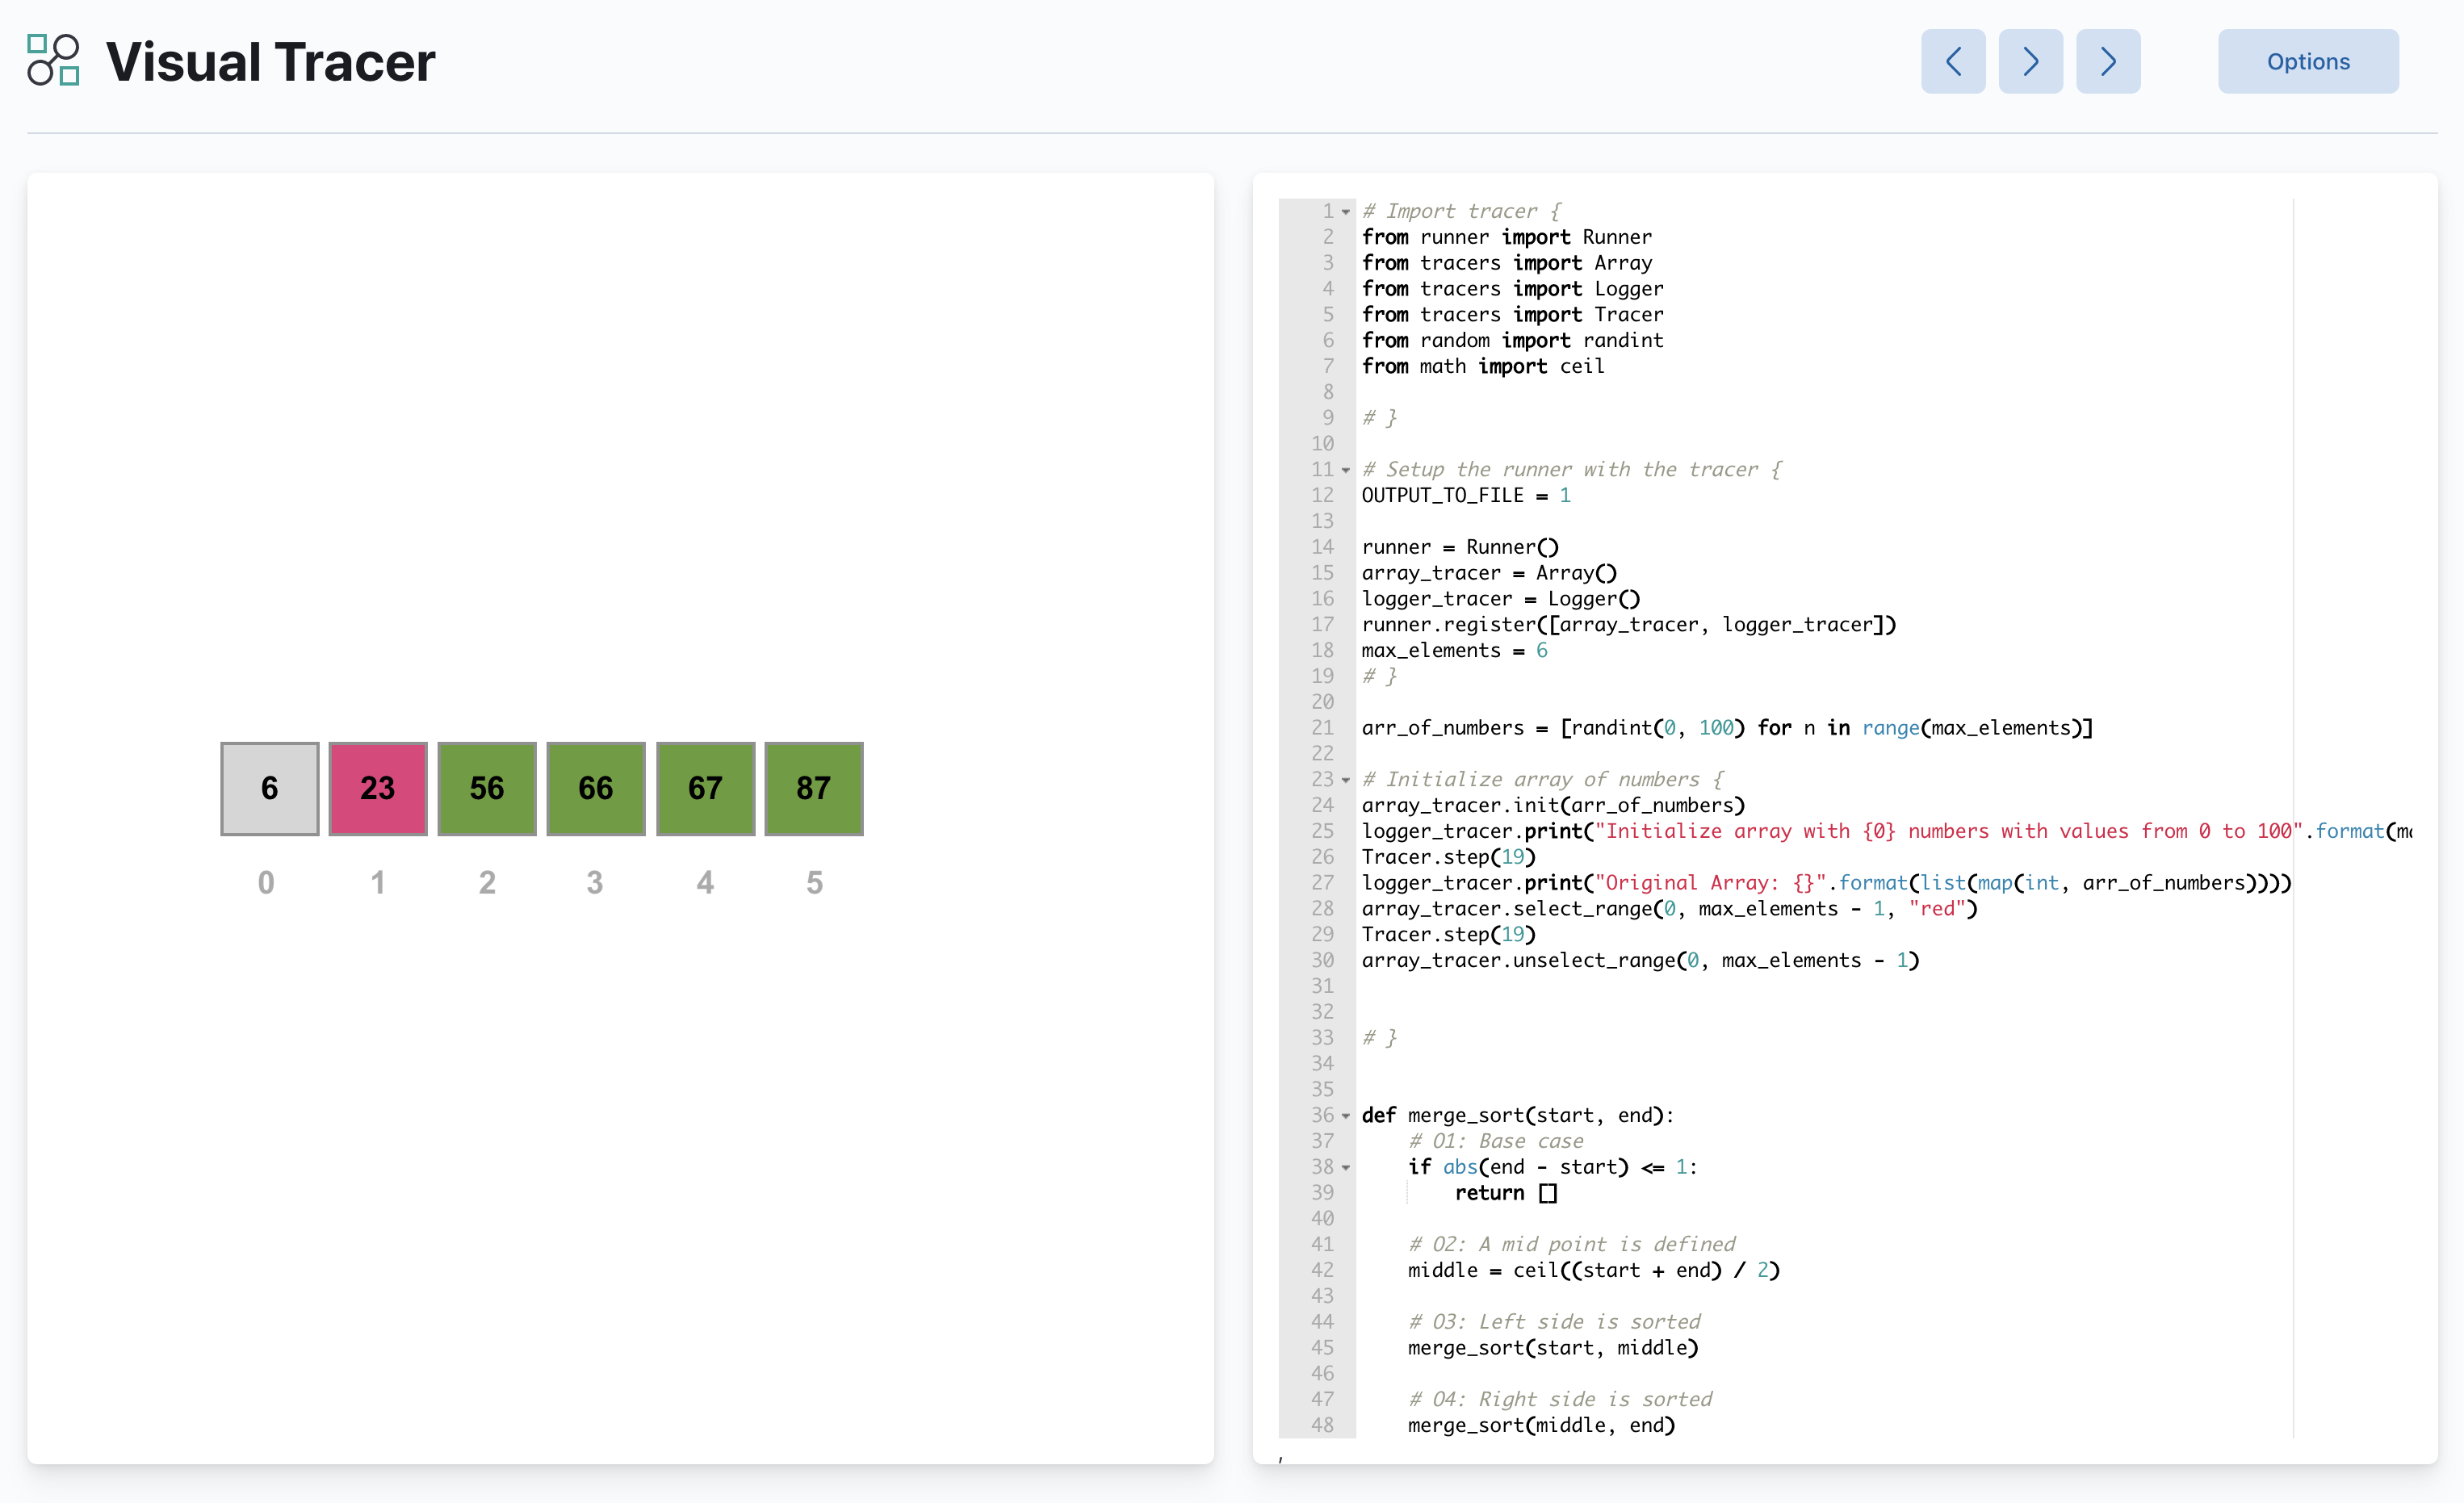 Visual Tracer
Options
6 23 56 66 67 87
0 1 2 3 4 5
1 # Import tracer {
2 from runner import Runner
3 from tracers import Array
4 from tracers import Logger
5 from tracers import Tracer
6 from random import randint
7 from math import ceil
8
9 # }
10
11 # Setup the runner with the tracer {
12 OUTPUT_TO_FILE = 1
13
14 runner = Runner()
15 array_tracer = Array()
16 logger_tracer = Logger()
17 runner.register([array_tracer, logger_tracer])
18 max_elements = 6
19 # }
20
21 arr_of_numbers = [randint(0, 100) for n in range(max_elements)]
22
23 # Initialize array of numbers {
24 array_tracer.init(arr_of_numbers)
25 logger_tracer.print("Initialize array with {0} numbers with values from 0 to 100".format(
26 Tracer.step(19)
27 logger_tracer.print("Original Array: {}".format(list(map(int, arr_of_numbers))))
28 array_tracer.select_range(0, max_elements - 1, "red")
29 Tracer.step(19)
30 array_tracer.unselect_range(0, max_elements - 1)
31
32
33 # }
34
35
36 def merge_sort(start, end):
37     # O1: Base case
38     if abs(end - start) <= 1:
39         return []
40
41     # O2: A mid point is defined
42     middle = ceil((start + end) / 2)
43
44     # O3: Left side is sorted
45     merge_sort(start, middle)
46
47     # O4: Right side is sorted
48     merge_sort(middle, end)